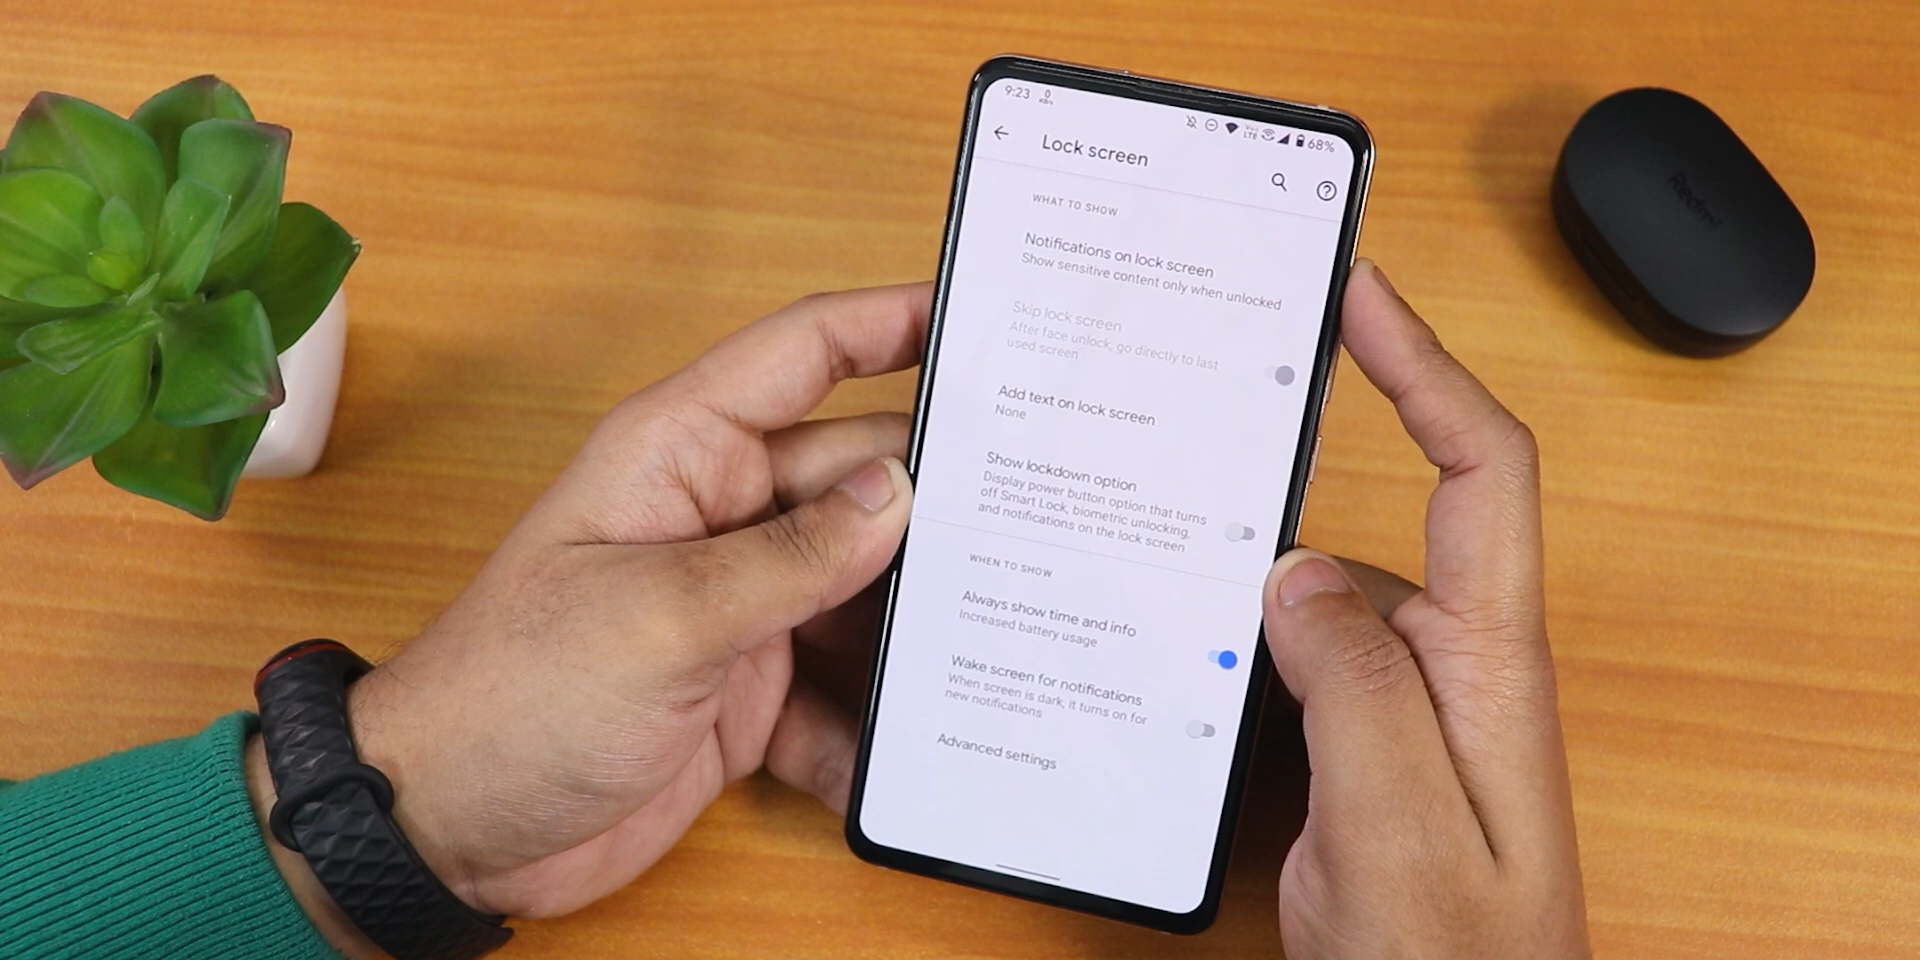 9:23 0 KB/s LTE 68%
Lock screen
WHAT TO SHOW
Notifications on lock screen
Show sensitive content only when unlocked
Skip lock screen
After face unlock, go directly to last
used screen
Add text on lock screen
None
Show lockdown option
Display power button option that turns
off Smart Lock, biometric unlocking,
and notifications on the lock screen
WHEN TO SHOW
Always show time and info
Increased battery usage
Wake screen for notifications
When screen is dark, it turns on for
new notifications
Advanced settings
Redmi